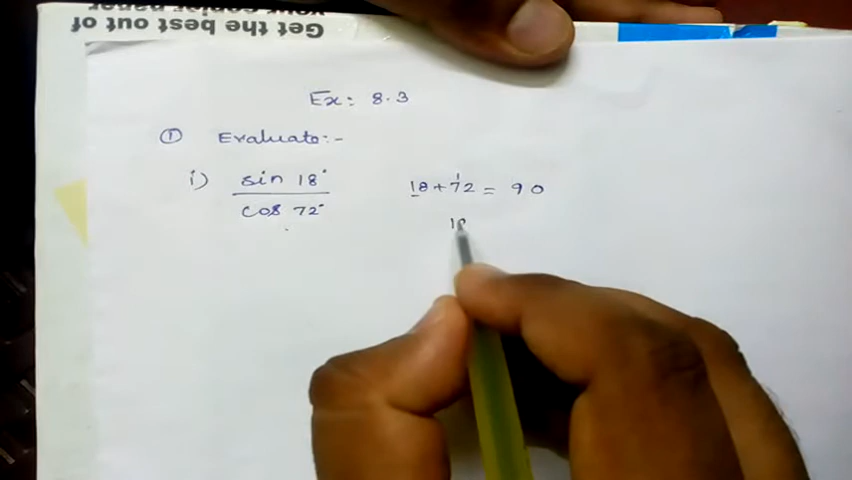 Get the best out of
Ex: 8.3
① Evaluate:-
i) sin 18° / cos 72° 18+72 = 90
18